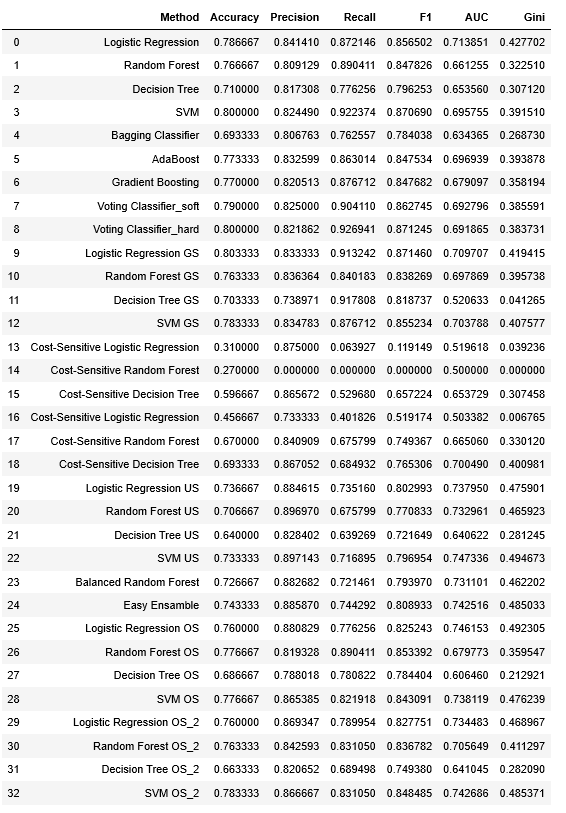 Method Accuracy Precision Recall F1 AUC Gini
0 Logistic Regression 0.786667 0.841410 0.872146 0.856502 0.713851 0.427702
1 Random Forest 0.766667 0.809129 0.890411 0.847826 0.661255 0.322510
2 Decision Tree 0.710000 0.817308 0.776256 0.796253 0.653560 0.307120
3 SVM 0.800000 0.824490 0.922374 0.870690 0.695755 0.391510
4 Bagging Classifier 0.693333 0.806763 0.762557 0.784038 0.634365 0.268730
5 AdaBoost 0.773333 0.832599 0.863014 0.847534 0.696939 0.393878
6 Gradient Boosting 0.770000 0.820513 0.876712 0.847682 0.679097 0.358194
7 Voting Classifier_soft 0.790000 0.825000 0.904110 0.862745 0.692796 0.385591
8 Voting Classifier_hard 0.800000 0.821862 0.926941 0.871245 0.691865 0.383731
9 Logistic Regression GS 0.803333 0.833333 0.913242 0.871460 0.709707 0.419415
10 Random Forest GS 0.763333 0.836364 0.840183 0.838269 0.697869 0.395738
11 Decision Tree GS 0.703333 0.738971 0.917808 0.818737 0.520633 0.041265
12 SVM GS 0.783333 0.834783 0.876712 0.855234 0.703788 0.407577
13 Cost-Sensitive Logistic Regression 0.310000 0.875000 0.063927 0.119149 0.519618 0.039236
14 Cost-Sensitive Random Forest 0.270000 0.000000 0.000000 0.000000 0.500000 0.000000
15 Cost-Sensitive Decision Tree 0.596667 0.865672 0.529680 0.657224 0.653729 0.307458
16 Cost-Sensitive Logistic Regression 0.456667 0.733333 0.401826 0.519174 0.503382 0.006765
17 Cost-Sensitive Random Forest 0.670000 0.840909 0.675799 0.749367 0.665060 0.330120
18 Cost-Sensitive Decision Tree 0.693333 0.867052 0.684932 0.765306 0.700490 0.400981
19 Logistic Regression US 0.736667 0.884615 0.735160 0.802993 0.737950 0.475901
20 Random Forest US 0.706667 0.896970 0.675799 0.770833 0.732961 0.465923
21 Decision Tree US 0.640000 0.828402 0.639269 0.721649 0.640622 0.281245
22 SVM US 0.733333 0.897143 0.716895 0.796954 0.747336 0.494673
23 Balanced Random Forest 0.726667 0.882682 0.721461 0.793970 0.731101 0.462202
24 Easy Ensamble 0.743333 0.885870 0.744292 0.808933 0.742516 0.485033
25 Logistic Regression OS 0.760000 0.880829 0.776256 0.825243 0.746153 0.492305
26 Random Forest OS 0.776667 0.819328 0.890411 0.853392 0.679773 0.359547
27 Decision Tree OS 0.686667 0.788018 0.780822 0.784404 0.606460 0.212921
28 SVM OS 0.776667 0.865385 0.821918 0.843091 0.738119 0.476239
29 Logistic Regression OS_2 0.760000 0.869347 0.789954 0.827751 0.734483 0.468967
30 Random Forest OS_2 0.763333 0.842593 0.831050 0.836782 0.705649 0.411297
31 Decision Tree OS_2 0.663333 0.820652 0.689498 0.749380 0.641045 0.282090
32 SVM OS_2 0.783333 0.866667 0.831050 0.848485 0.742686 0.485371